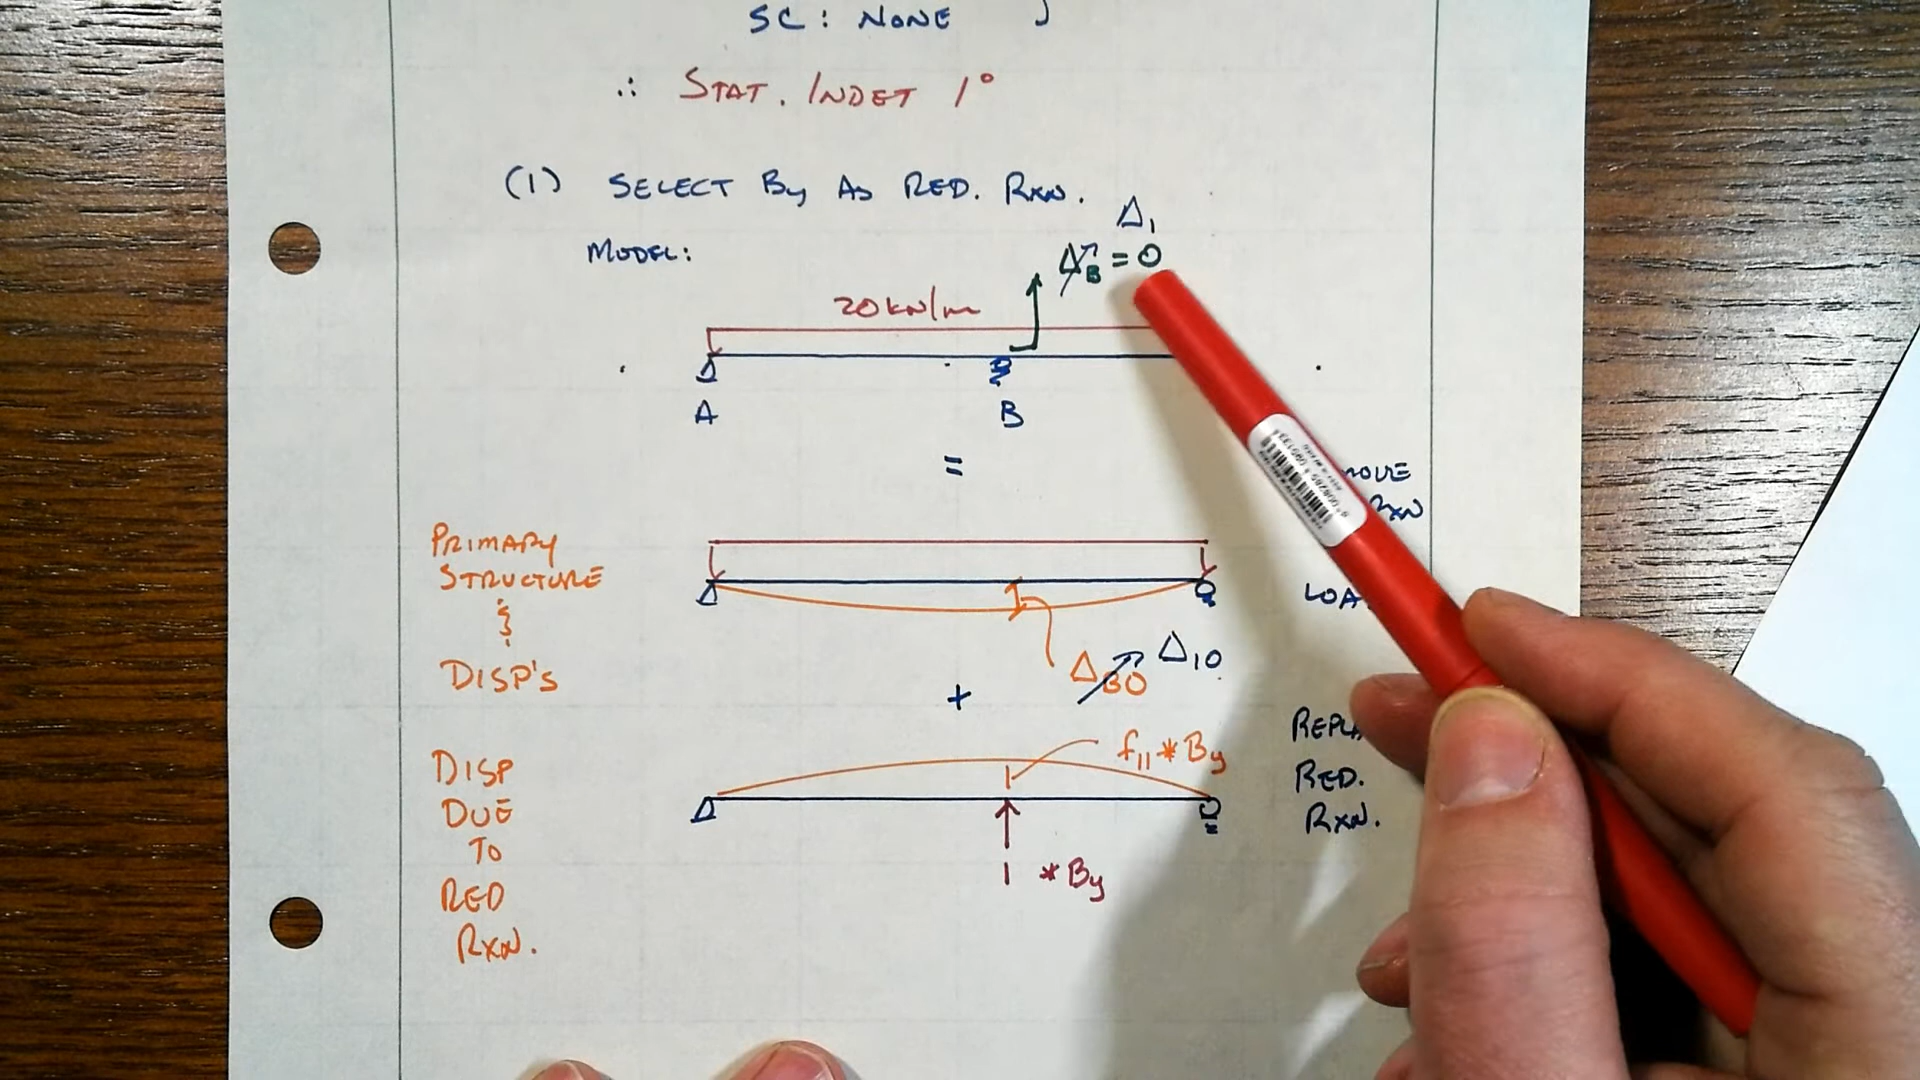 SC: NONE }
∴ STAT. INDET 1°
(1) SELECT By AS RED. RXN.
Δ₁
MODEL: ΔB = 0
20 kN/m
A B
=
RXN
PRIMARY
STRUCTURE
&
DISP'S
LOA
ΔB0 Δ10
+
DISP
DUE
TO
RED
RXN.
f11 * By
REPL
RED.
RXN.
1 * By